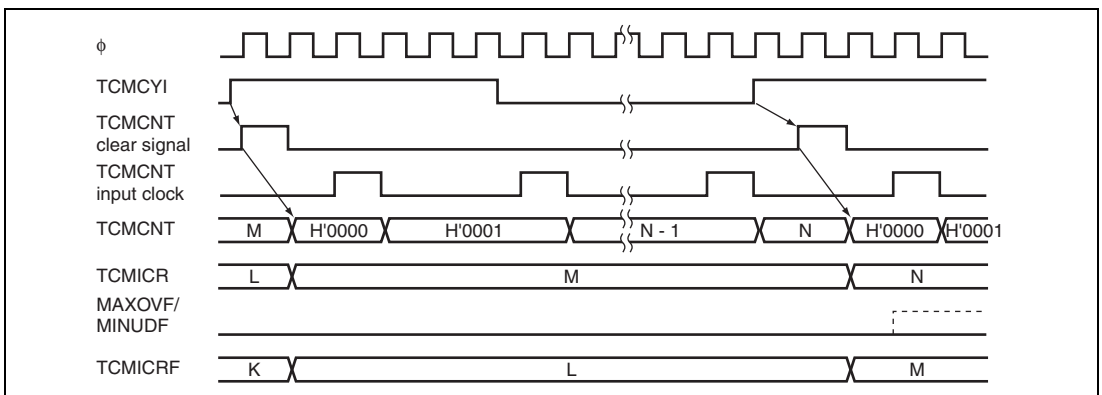 φ
TCMCYI
TCMCNT
clear signal
TCMCNT
input clock
TCMCNT M H'0000 H'0001 N - 1 N H'0000 H'0001
TCMICR L M N
MAXOVF/
MINUDF
TCMICRF K L M